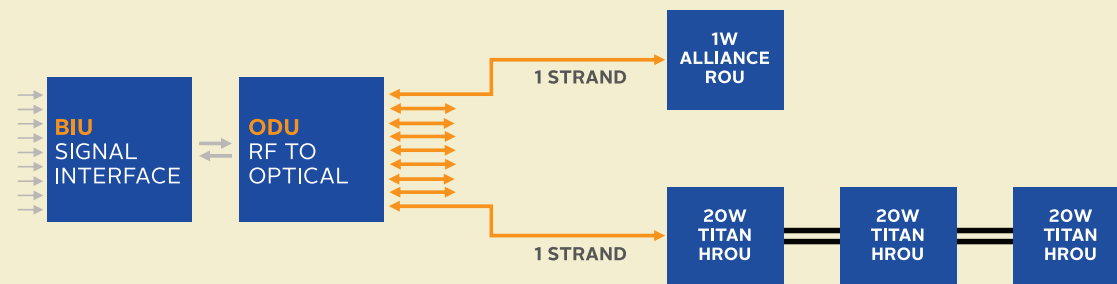 BIU
SIGNAL
INTERFACE
ODU
RF TO
OPTICAL
1 STRAND
1W
ALLIANCE
ROU
1 STRAND
20W
TITAN
HROU
20W
TITAN
HROU
20W
TITAN
HROU